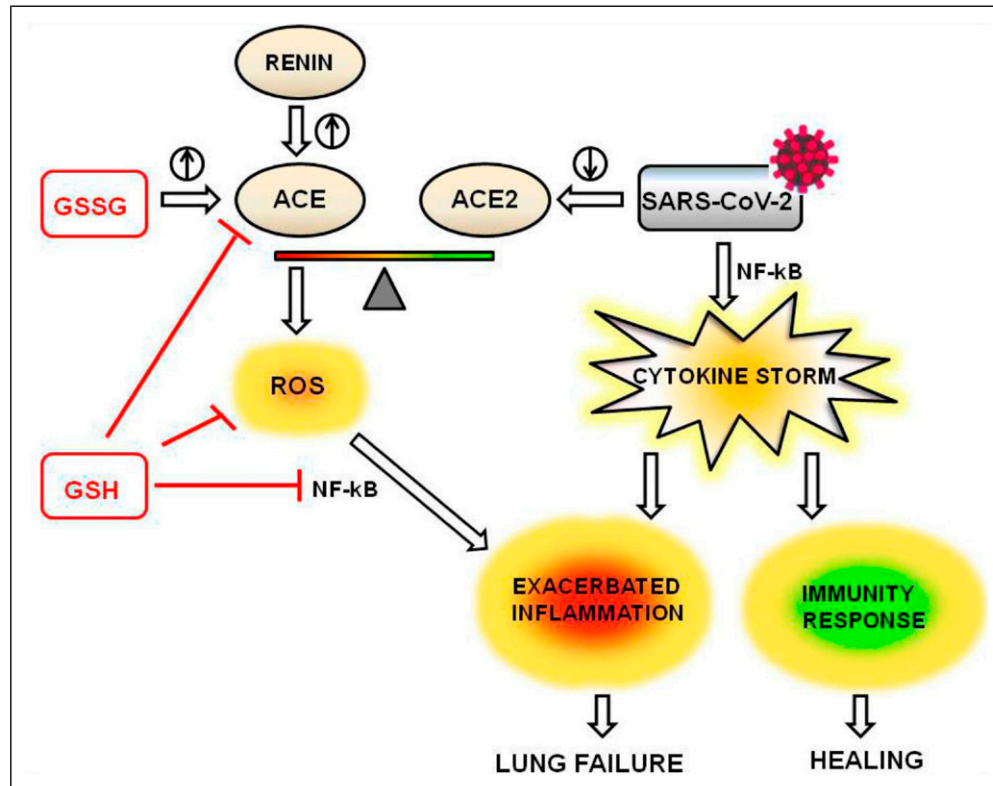 RENIN
GSSG
ACE
ACE2
SARS-CoV-2
NF-kB
ROS
CYTOKINE STORM
GSH
NF-kB
EXACERBATED
INFLAMMATION
IMMUNITY
RESPONSE
LUNG FAILURE
HEALING